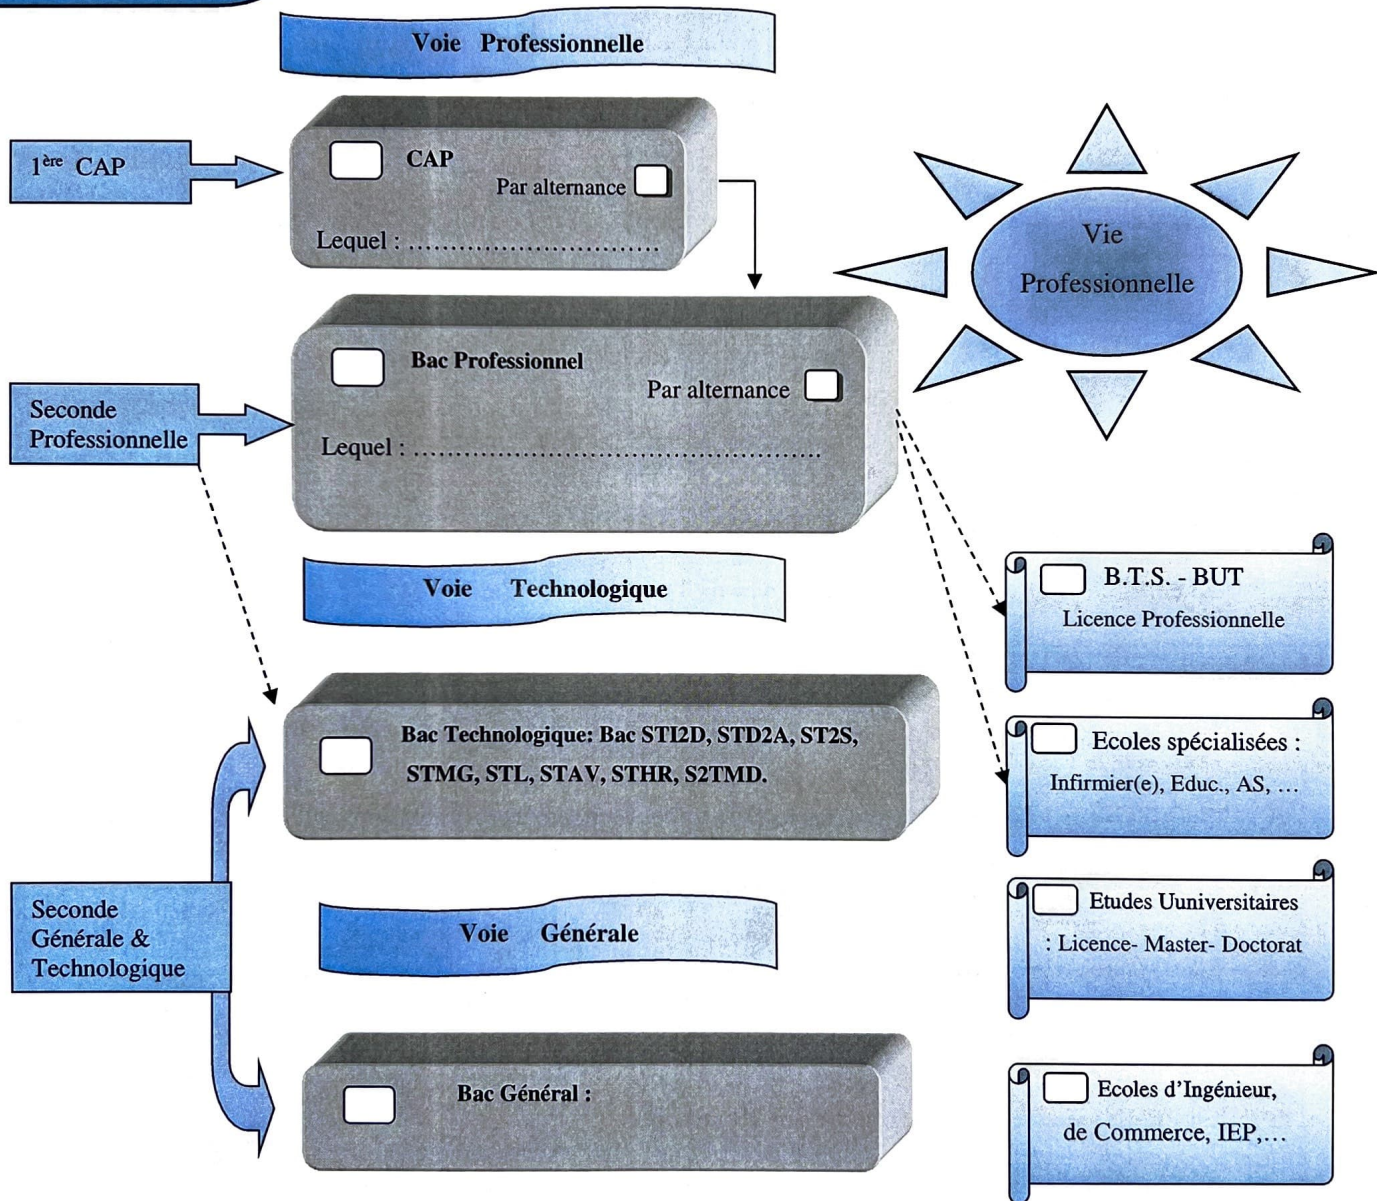 Voie Professionnelle
1ère CAP
CAP
Par alternance
Lequel : ..............................
Vie
Professionnelle
Bac Professionnel
Par alternance
Seconde
Professionnelle
Lequel : .................................................
Voie Technologique
B.T.S. - BUT
Licence Professionnelle
Bac Technologique: Bac STI2D, STD2A, ST2S,
STMG, STL, STAV, STHR, S2TMD.
Ecoles spécialisées :
Infirmier(e), Educ., AS, ...
Seconde
Générale &
Technologique
Voie Générale
Etudes Uuniversitaires
: Licence- Master- Doctorat
Bac Général :
Ecoles d'Ingénieur,
de Commerce, IEP,...